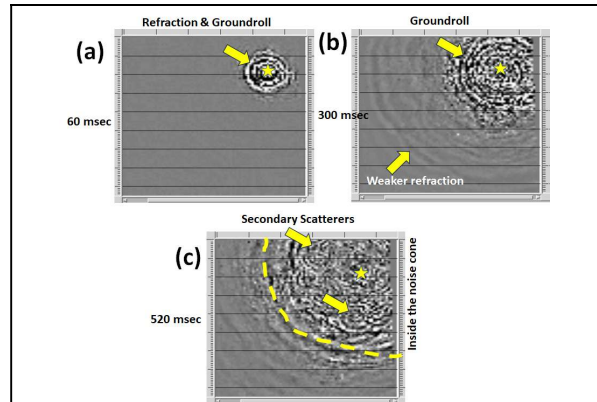 Refraction & Groundroll
(a)
60 msec
Groundroll
(b)
300 msec
Weaker refraction
Secondary Scatterers
(c)
520 msec
Inside the noise cone